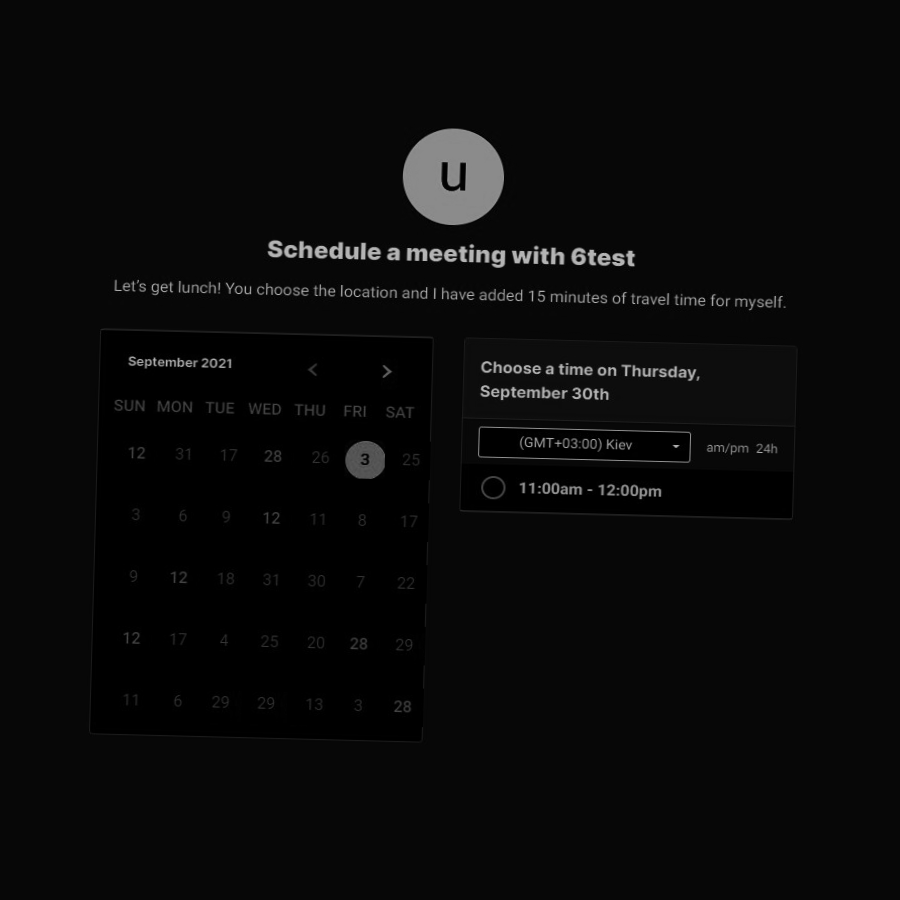 u
Schedule a meeting with 6test
Let's get lunch! You choose the location and I have added 15 minutes of travel time for myself.
September 2021
SUN MON TUE WED THU FRI SAT
12 31 17 28 26 3 25
3 6 9 12 11 8 17
9 12 18 31 30 7 22
12 17 4 25 20 28 29
11 6 29 29 13 3 28
Choose a time on Thursday,
September 30th
(GMT+03:00) Kiev
am/pm 24h
11:00am - 12:00pm